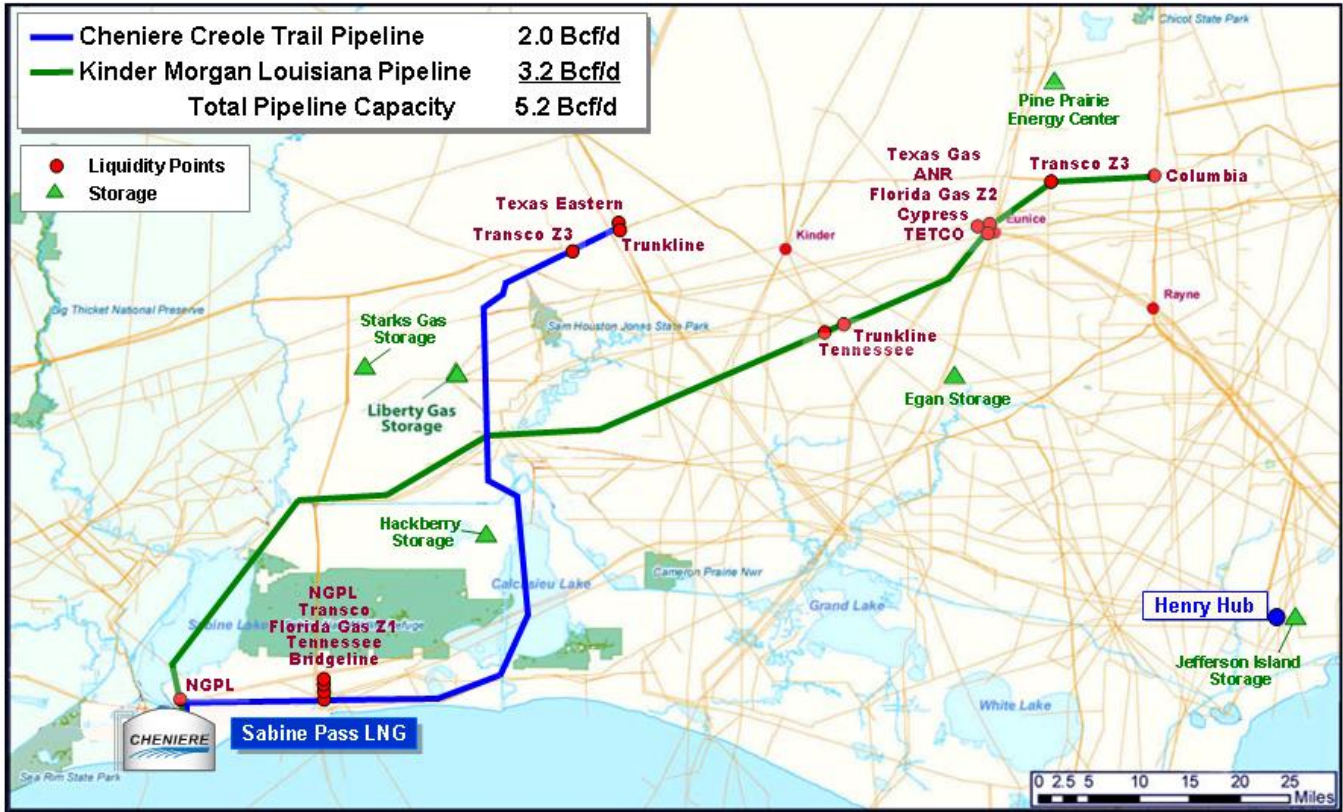 Cheniere Creole Trail Pipeline 2.0 Bcf/d
Kinder Morgan Louisiana Pipeline 3.2 Bcf/d
Total Pipeline Capacity 5.2 Bcf/d
Liquidity Points
Storage
Chicot State Park
Pine Prairie
Energy Center
Texas Gas
ANR
Florida Gas Z2
Cypress
TETCO
Transco Z3
Columbia
Eunice
Texas Eastern
Transco Z3
Trunkline
Kinder
Rayne
Big Thicket National Preserve
Starks Gas
Storage
Sam Houston Jones State Park
Trunkline
Tennessee
Liberty Gas
Storage
Egan Storage
Hackberry
Storage
Calcasieu Lake
Cameron Prairie Nwr
Grand Lake
NGPL
Transco
Sabine Lake
Florida Gas Z1
Tennessee
Bridgeline
Henry Hub
Jefferson Island
Storage
NGPL
White Lake
Sabine Pass LNG
CHENIERE
Sea Rim State Park
0 2.5 5 10 15 20 25
Miles